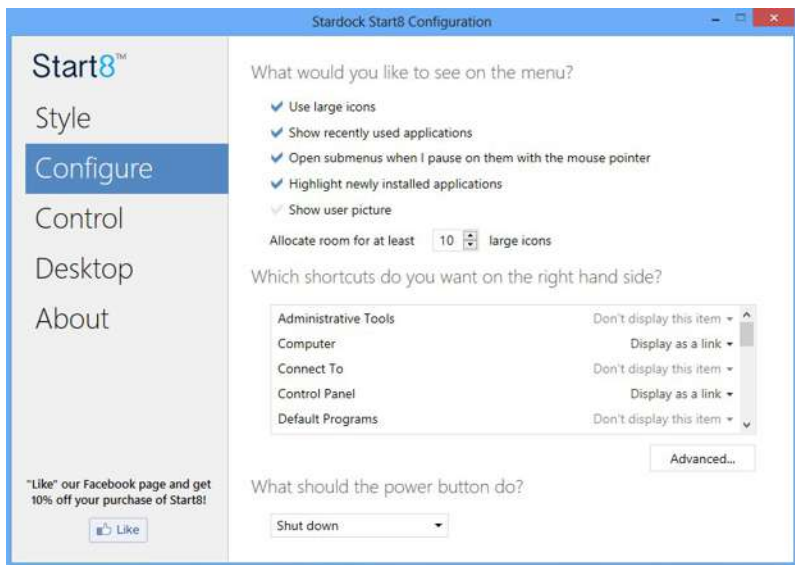 Stardock Start8 Configuration
Start8™
Style
Configure
Control
Desktop
About
"Like" our Facebook page and get
10% off your purchase of Start8!
Like
What would you like to see on the menu?
Use large icons
Show recently used applications
Open submenus when I pause on them with the mouse pointer
Highlight newly installed applications
Show user picture
Allocate room for at least 10 large icons
Which shortcuts do you want on the right hand side?
Administrative Tools Don't display this item
Computer Display as a link
Connect To Don't display this item
Control Panel Display as a link
Default Programs Don't display this item
Advanced...
What should the power button do?
Shut down